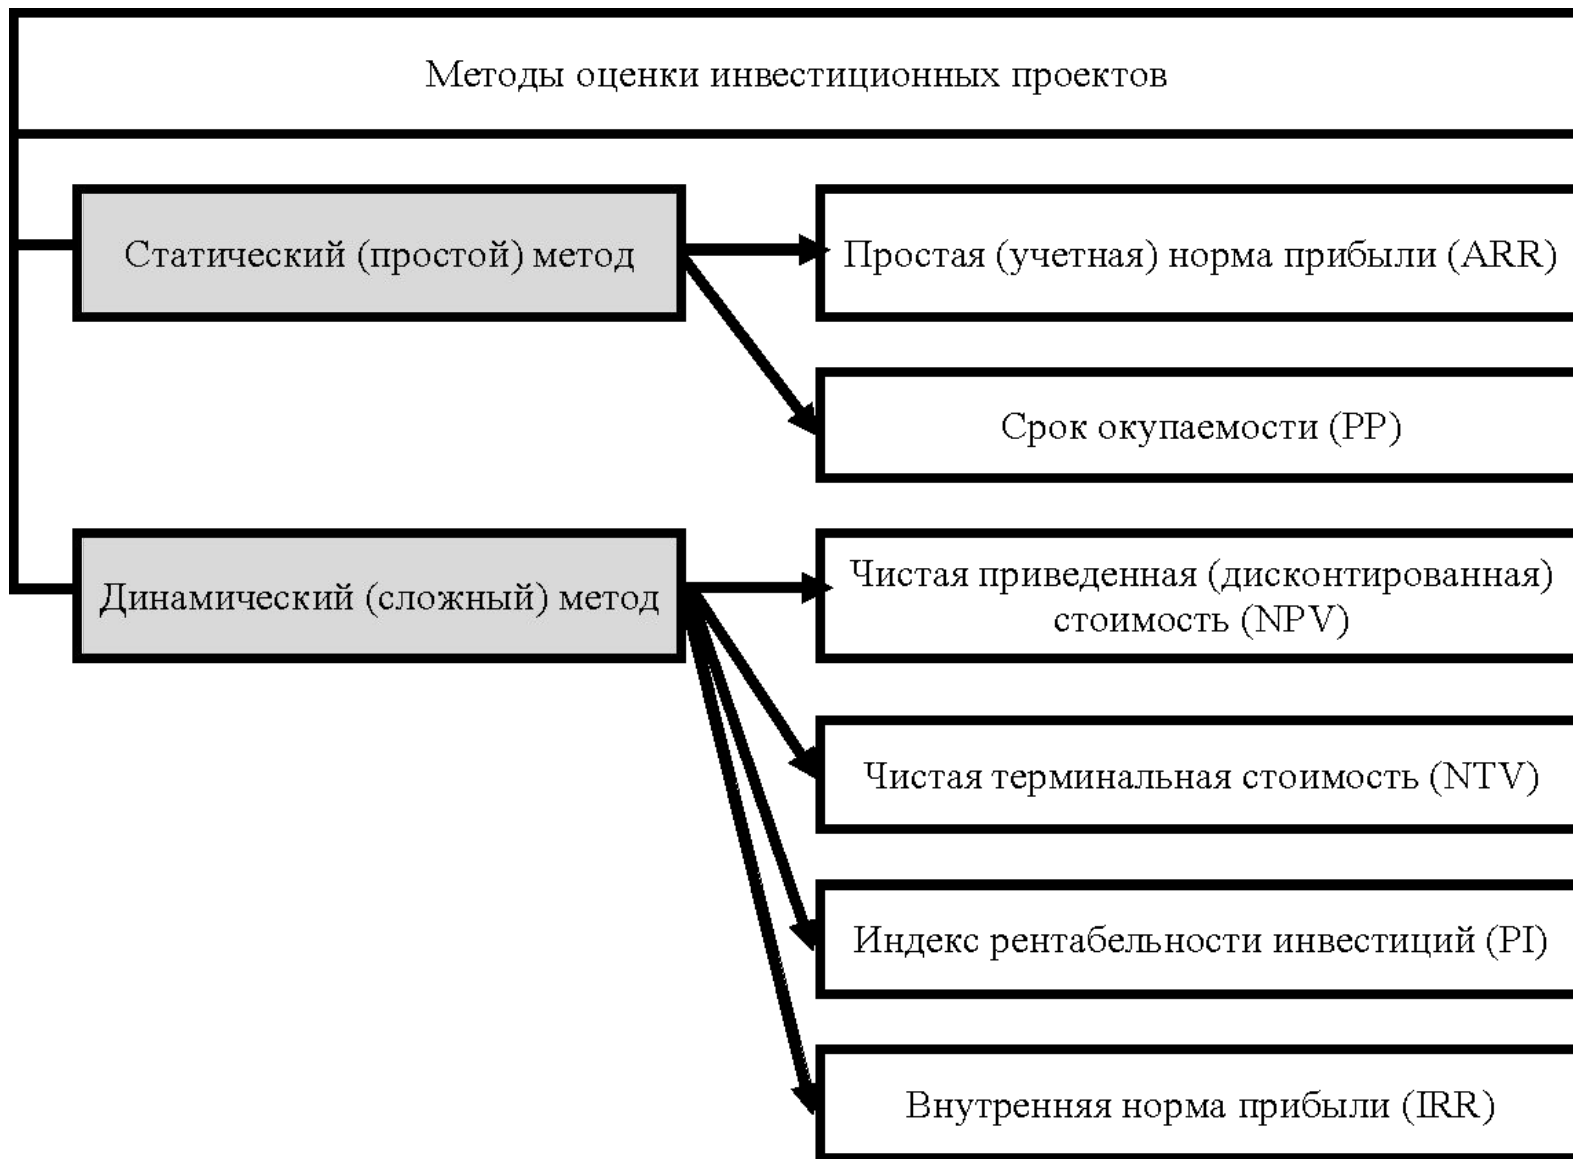 Методы оценки инвестиционных проектов
Статический (простой) метод
Простая (учетная) норма прибыли (ARR)
Срок окупаемости (PP)
Динамический (сложный) метод
Чистая приведенная (дисконтированная)
стоимость (NPV)
Чистая терминальная стоимость (NTV)
Индекс рентабельности инвестиций (PI)
Внутренняя норма прибыли (IRR)